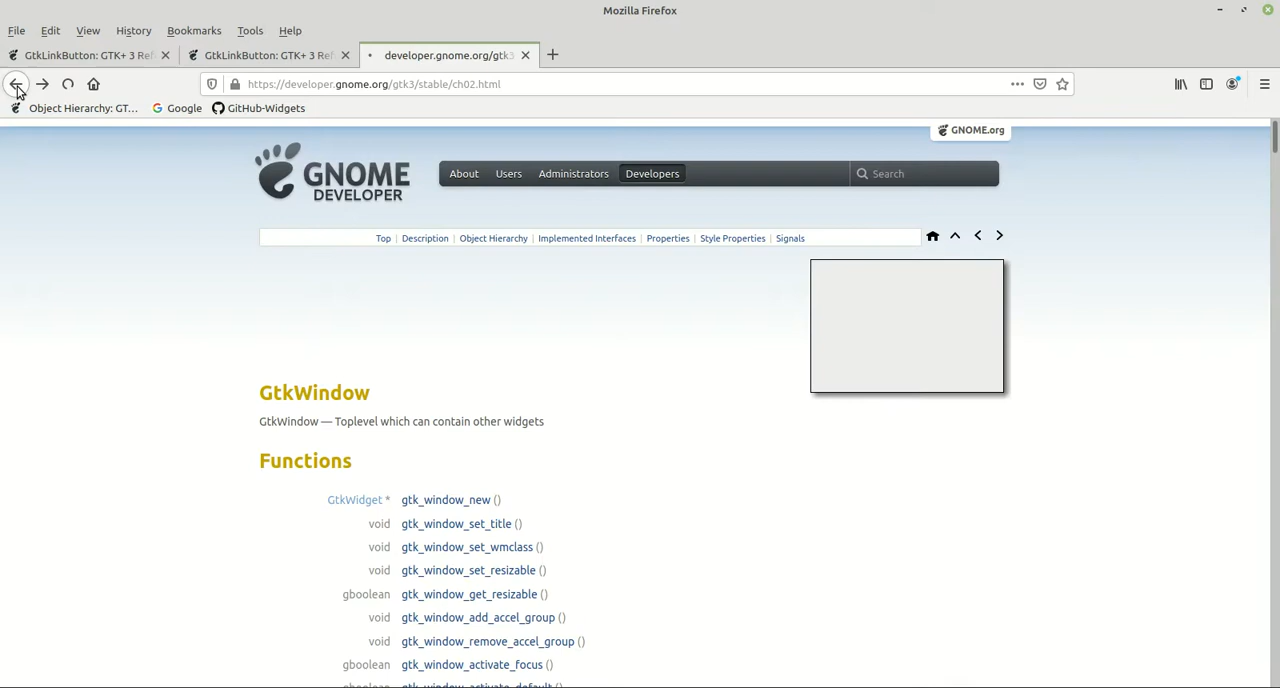 Mozilla Firefox
File Edit View History Bookmarks Tools Help
GtkLinkButton: GTK+ 3 Ref GtkLinkButton: GTK+ 3 Ref developer.gnome.org/gtk3
https://developer.gnome.org/gtk3/stable/ch02.html
Object Hierarchy: GT... Google GitHub-Widgets
GNOME.org
GNOME DEVELOPER
About Users Administrators Developers Search
Top | Description | Object Hierarchy | Implemented Interfaces | Properties | Style Properties | Signals
GtkWindow
GtkWindow — Toplevel which can contain other widgets
Functions
GtkWidget * gtk_window_new ()
void gtk_window_set_title ()
void gtk_window_set_wmclass ()
void gtk_window_set_resizable ()
gboolean gtk_window_get_resizable ()
void gtk_window_add_accel_group ()
void gtk_window_remove_accel_group ()
gboolean gtk_window_activate_focus ()
gboolean gtk_window_activate_default ()